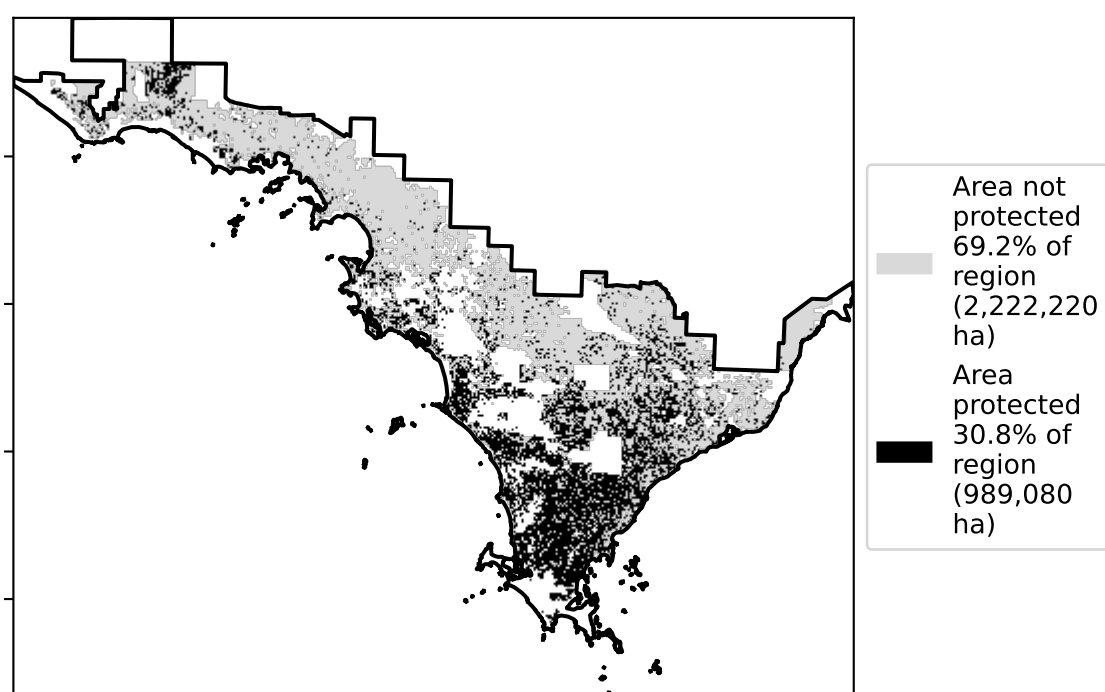 Area not
protected
69.2% of
region
(2,222,220
ha)
Area
protected
30.8% of
region
(989,080
ha)